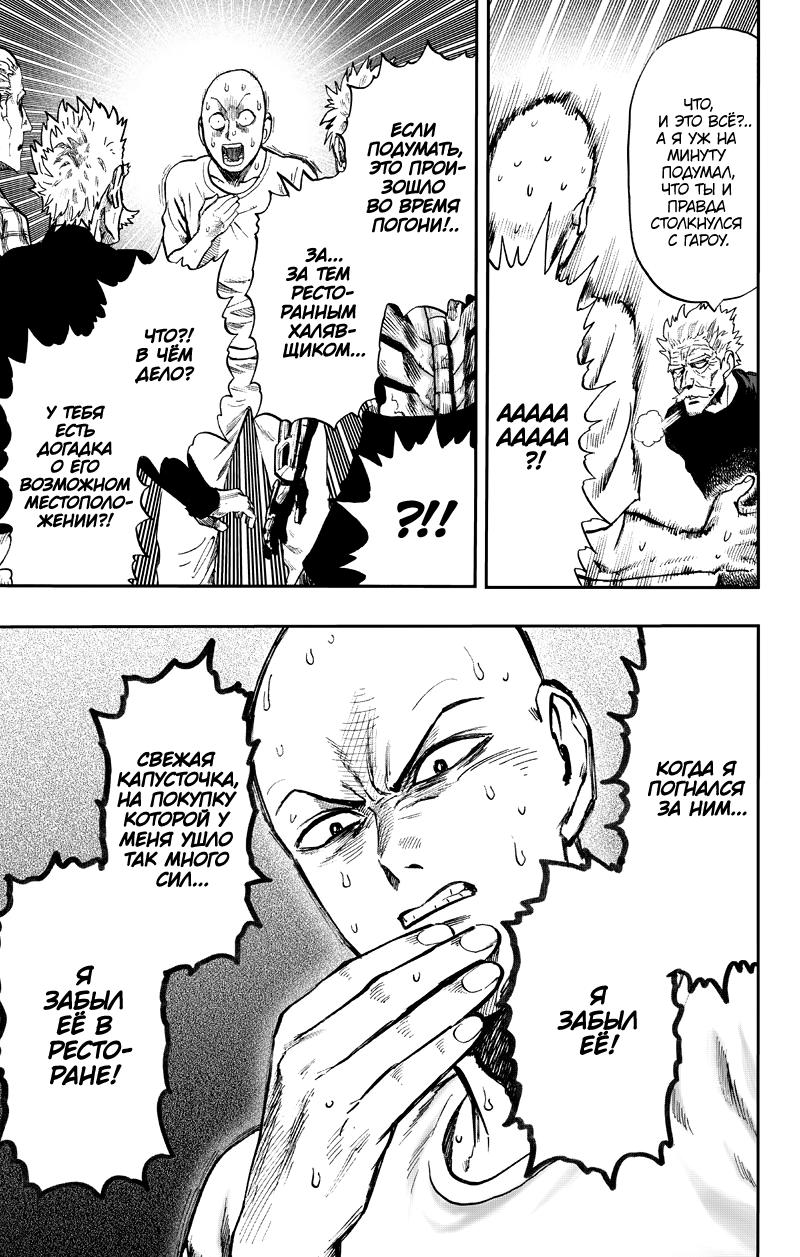 ЧТО,
И ЭТО ВСЁ?..
А Я УЖ НА
МИНУТУ
ПОДУМАЛ,
ЧТО ТЫ И
ПРАВДА
СТОЛКНУЛСЯ
С ГАРОУ.
ААААА
ААААА
?!
ЕСЛИ
ПОДУМАТЬ,
ЭТО ПРОИ-
ЗОШЛО
ВО ВРЕМЯ
ПОГОНИ!..
ЗА...
ЗА ТЕМ
РЕСТО-
РАННЫМ
ХАЛЯВ-
ЩИКОМ...
?!!
ЧТО?!
В ЧЁМ
ДЕЛО?
У ТЕБЯ
ЕСТЬ
ДОГАДКА
О ЕГО
ВОЗМОЖНОМ
МЕСТОПОЛО-
ЖЕНИИ?!
КОГДА Я
ПОГНАЛСЯ
ЗА НИМ...
Я
ЗАБЫЛ
ЕЁ!
СВЕЖАЯ
КАПУСТОЧКА,
НА ПОКУПКУ
КОТОРОЙ У
МЕНЯ УШЛО
ТАК МНОГО
СИЛ...
Я
ЗАБЫЛ
ЕЁ В
РЕСТО-
РАНЕ!